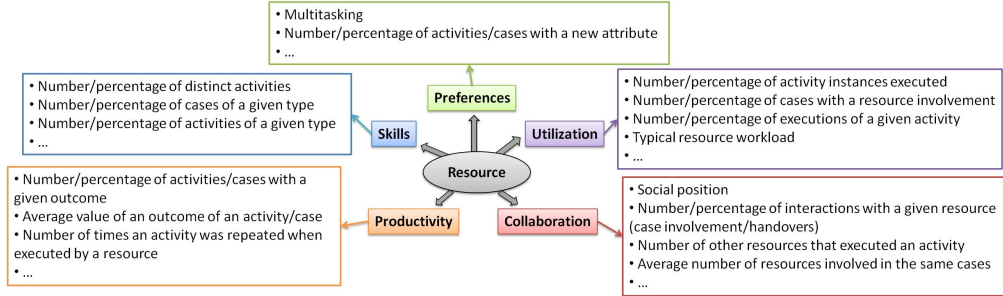 • Multitasking
• Number/percentage of activities/cases with a new attribute
• ...
Preferences
• Number/percentage of distinct activities
• Number/percentage of cases of a given type
• Number/percentage of activities of a given type
• ...
Skills
• Number/percentage of activity instances executed
• Number/percentage of cases with a resource involvement
• Number/percentage of executions of a given activity
• Typical resource workload
• ...
Utilization
Resource
• Number/percentage of activities/cases with a
given outcome
• Average value of an outcome of an activity/case
• Number of times an activity was repeated when
executed by a resource
• ...
Productivity
Collaboration
• Social position
• Number/percentage of interactions with a given resource
(case involvement/handovers)
• Number of other resources that executed an activity
• Average number of resources involved in the same cases
• ...